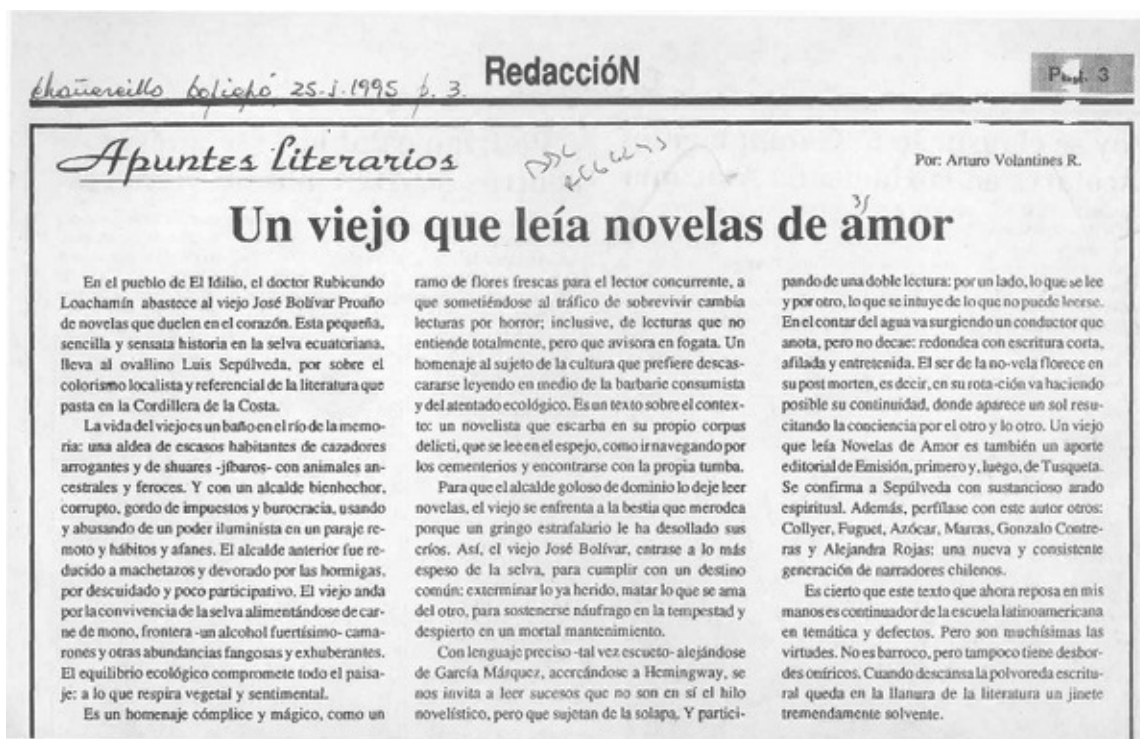 RedaccióN
Pág. 3
25-1-1995 p. 3.
Apuntes Literarios
Por: Arturo Volantines R.
Un viejo que leía novelas de amor
En el pueblo de El Idilio, el doctor Rubicundo
Loachamín abastece al viejo José Bolívar Proaño
de novelas que duelen en el corazón. Esta pequeña,
sencilla y sensata historia en la selva ecuatoriana,
lleva al ovallino Luis Sepúlveda, por sobre el
colorismo localista y referencial de la literatura que
pasta en la Cordillera de la Costa.
La vida del viejo es un baño en el río de la memo-
ria: una aldea de escasos habitantes de cazadores
arrogantes y de shuares -jíbaros- con animales an-
cestrales y feroces. Y con un alcalde bienhechor,
corrupto, gordo de impuestos y burocracia, usando
y abusando de un poder iluminista en un paraje re-
moto y hábitos y afanes. El alcalde anterior fue re-
ducido a machetazos y devorado por las hormigas,
por descuidado y poco participativo. El viejo anda
por la convivencia de la selva alimentándose de car-
ne de mono, frontera -un alcohol fuertísimo- cama-
rones y otras abundancias fangosas y exhuberantes.
El equilibrio ecológico compromete todo el paisa-
je: a lo que respira vegetal y sentimental.
Es un homenaje cómplice y mágico, como un
ramo de flores frescas para el lector concurrente, a
que sometiéndose al tráfico de sobrevivir cambia
lecturas por horror; inclusive, de lecturas que no
entiende totalmente, pero que avisora en fogata. Un
homenaje al sujeto de la cultura que prefiere descas-
cararse leyendo en medio de la barbarie consumista
y del atentado ecológico. Es un texto sobre el contex-
to: un novelista que escarba en su propio corpus
delicti, que se lee en el espejo, como ir navegando por
los cementerios y encontrarse con la propia tumba.
Para que el alcalde goloso de dominio lo deje leer
novelas, el viejo se enfrenta a la bestia que merodea
porque un gringo estrafalario le ha desollado sus
críos. Así, el viejo José Bolívar, entrase a lo más
espeso de la selva, para cumplir con un destino
común: exterminar lo ya herido, matar lo que se ama
del otro, para sostenerse náufrago en la tempestad y
despierto en un mortal mantenimiento.
Con lenguaje preciso -tal vez escueto- alejándose
de García Márquez, acercándose a Hemingway, se
nos invita a leer sucesos que no son en sí el hilo
novelístico, pero que sujetan de la solapa. Y partici-
pando de una doble lectura: por un lado, lo que se lee
y por otro, lo que se intuye de lo que no puede leerse.
En el contar del agua va surgiendo un conductor que
anota, pero no decae: redondea con escritura corta,
afilada y entretenida. El ser de la no-vela florece en
su post morten, es decir, en su rota-ción va haciendo
posible su continuidad, donde aparece un sol resu-
citando la conciencia por el otro y lo otro. Un viejo
que leía Novelas de Amor es también un aporte
editorial de Emisión, primero y, luego, de Tusqueta.
Se confirma a Sepúlveda con sustancioso arado
espiritual. Además, perfílase con este autor otros:
Collyer, Fuguet, Azócar, Marras, Gonzalo Contre-
ras y Alejandra Rojas: una nueva y consistente
generación de narradores chilenos.
Es cierto que este texto que ahora reposa en mis
manos es continuador de la escuela latinoamericana
en temática y defectos. Pero son muchísimas las
virtudes. No es barroco, pero tampoco tiene desbor-
des oníricos. Cuando descansa la polvoreda escritu-
ral queda en la llanura de la literatura un jinete
tremendamente solvente.